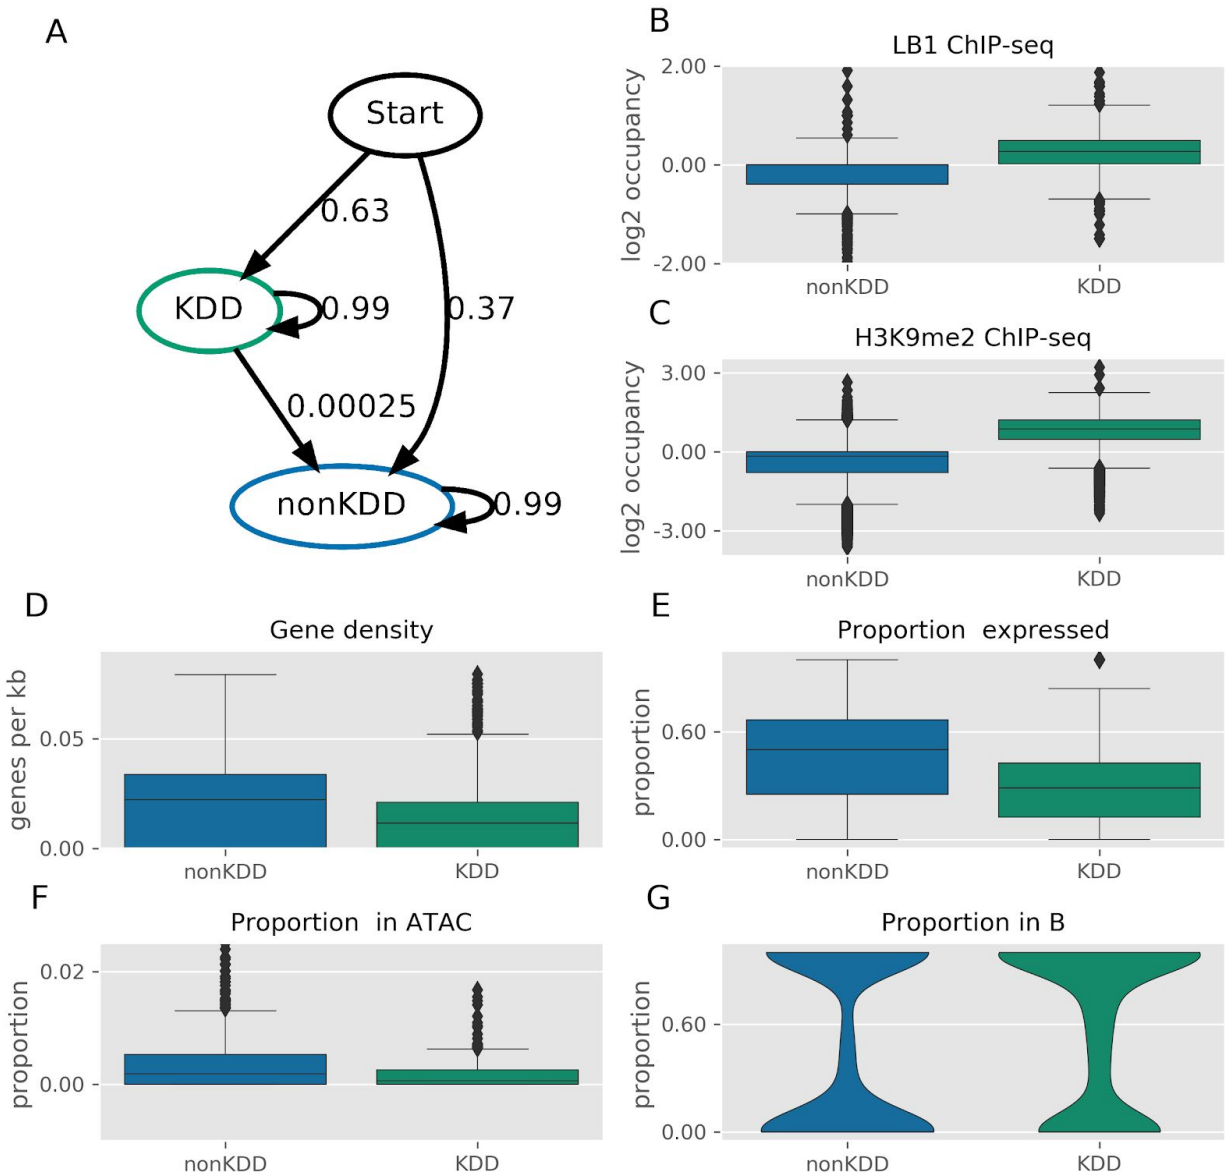 A
Start
0.63
KDD
0.99
0.37
0.00025
nonKDD
0.99
B
LB1 ChIP-seq
log2 occupancy
2.00
0.00
-2.00
nonKDD
KDD
C
H3K9me2 ChIP-seq
log2 occupancy
3.00
0.00
-3.00
nonKDD
KDD
D
Gene density
genes per kb
0.05
0.00
nonKDD
KDD
E
Proportion expressed
proportion
0.60
0.00
nonKDD
KDD
F
Proportion in ATAC
proportion
0.02
0.00
nonKDD
KDD
G
Proportion in B
proportion
0.60
0.00
nonKDD
KDD